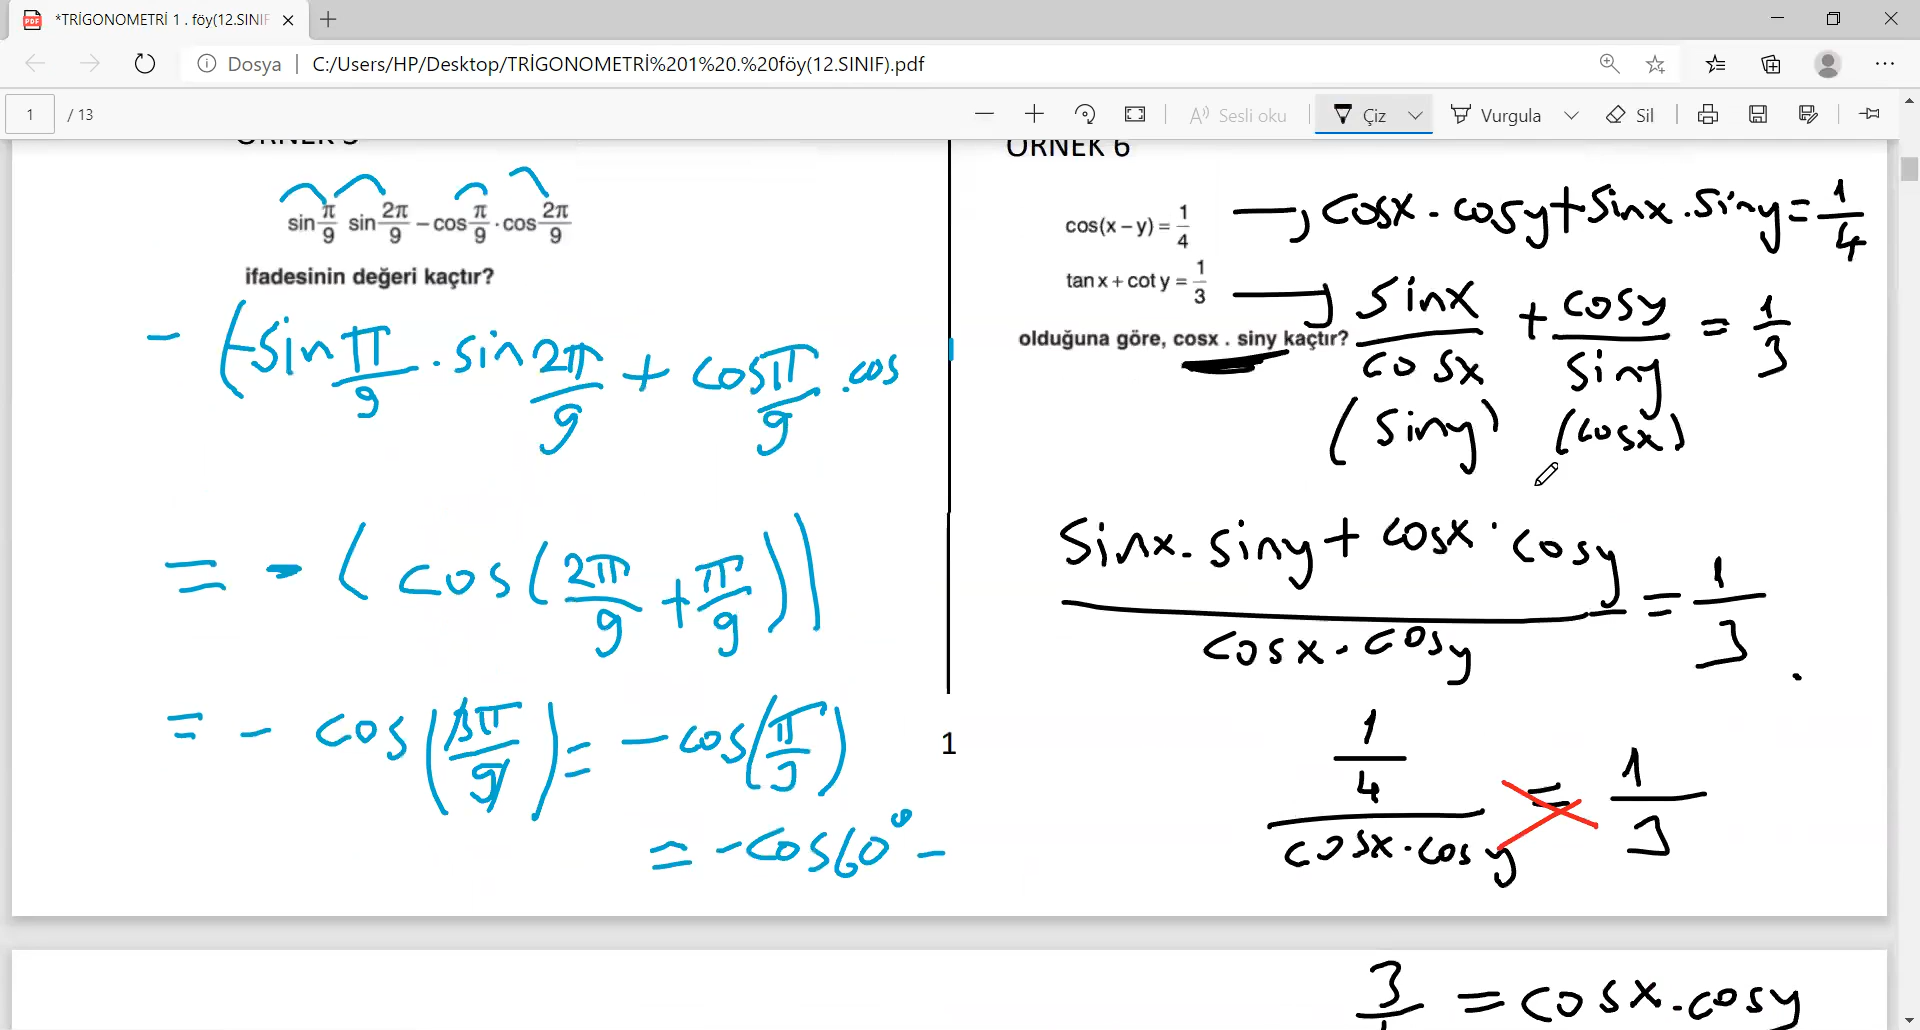 *TRİGONOMETRİ 1 . föy(12.SINIF
Dosya | C:/Users/HP/Desktop/TRİGONOMETRİ%201%20.%20föy(12.SINIF).pdf
1 / 13
Sesli oku
Çiz
Vurgula
Sil
sin π/9 sin 2π/9 − cos π/9 · cos 2π/9
ifadesinin değeri kaçtır?
- (-sin π/9 . sin 2π/9 + cos π/9 . cos
= - ( cos ( 2π/9 + π/9 ) )
= - cos ( 3π/9 ) = - cos ( π/3 )
= - cos 60° -
ÖRNEK 6
cos(x − y) = 1/4
cosx . cosy + sinx . siny = 1/4
tan x + cot y = 1/3
sinx/cosx + cosy/siny = 1/3
olduğuna göre, cosx . siny kaçtır?
(siny) (cosx)
sinx . siny + cosx . cosy / cosx . cosy = 1/3
1/4 / cosx . cosy = 1/3
1
= cosx . cosy